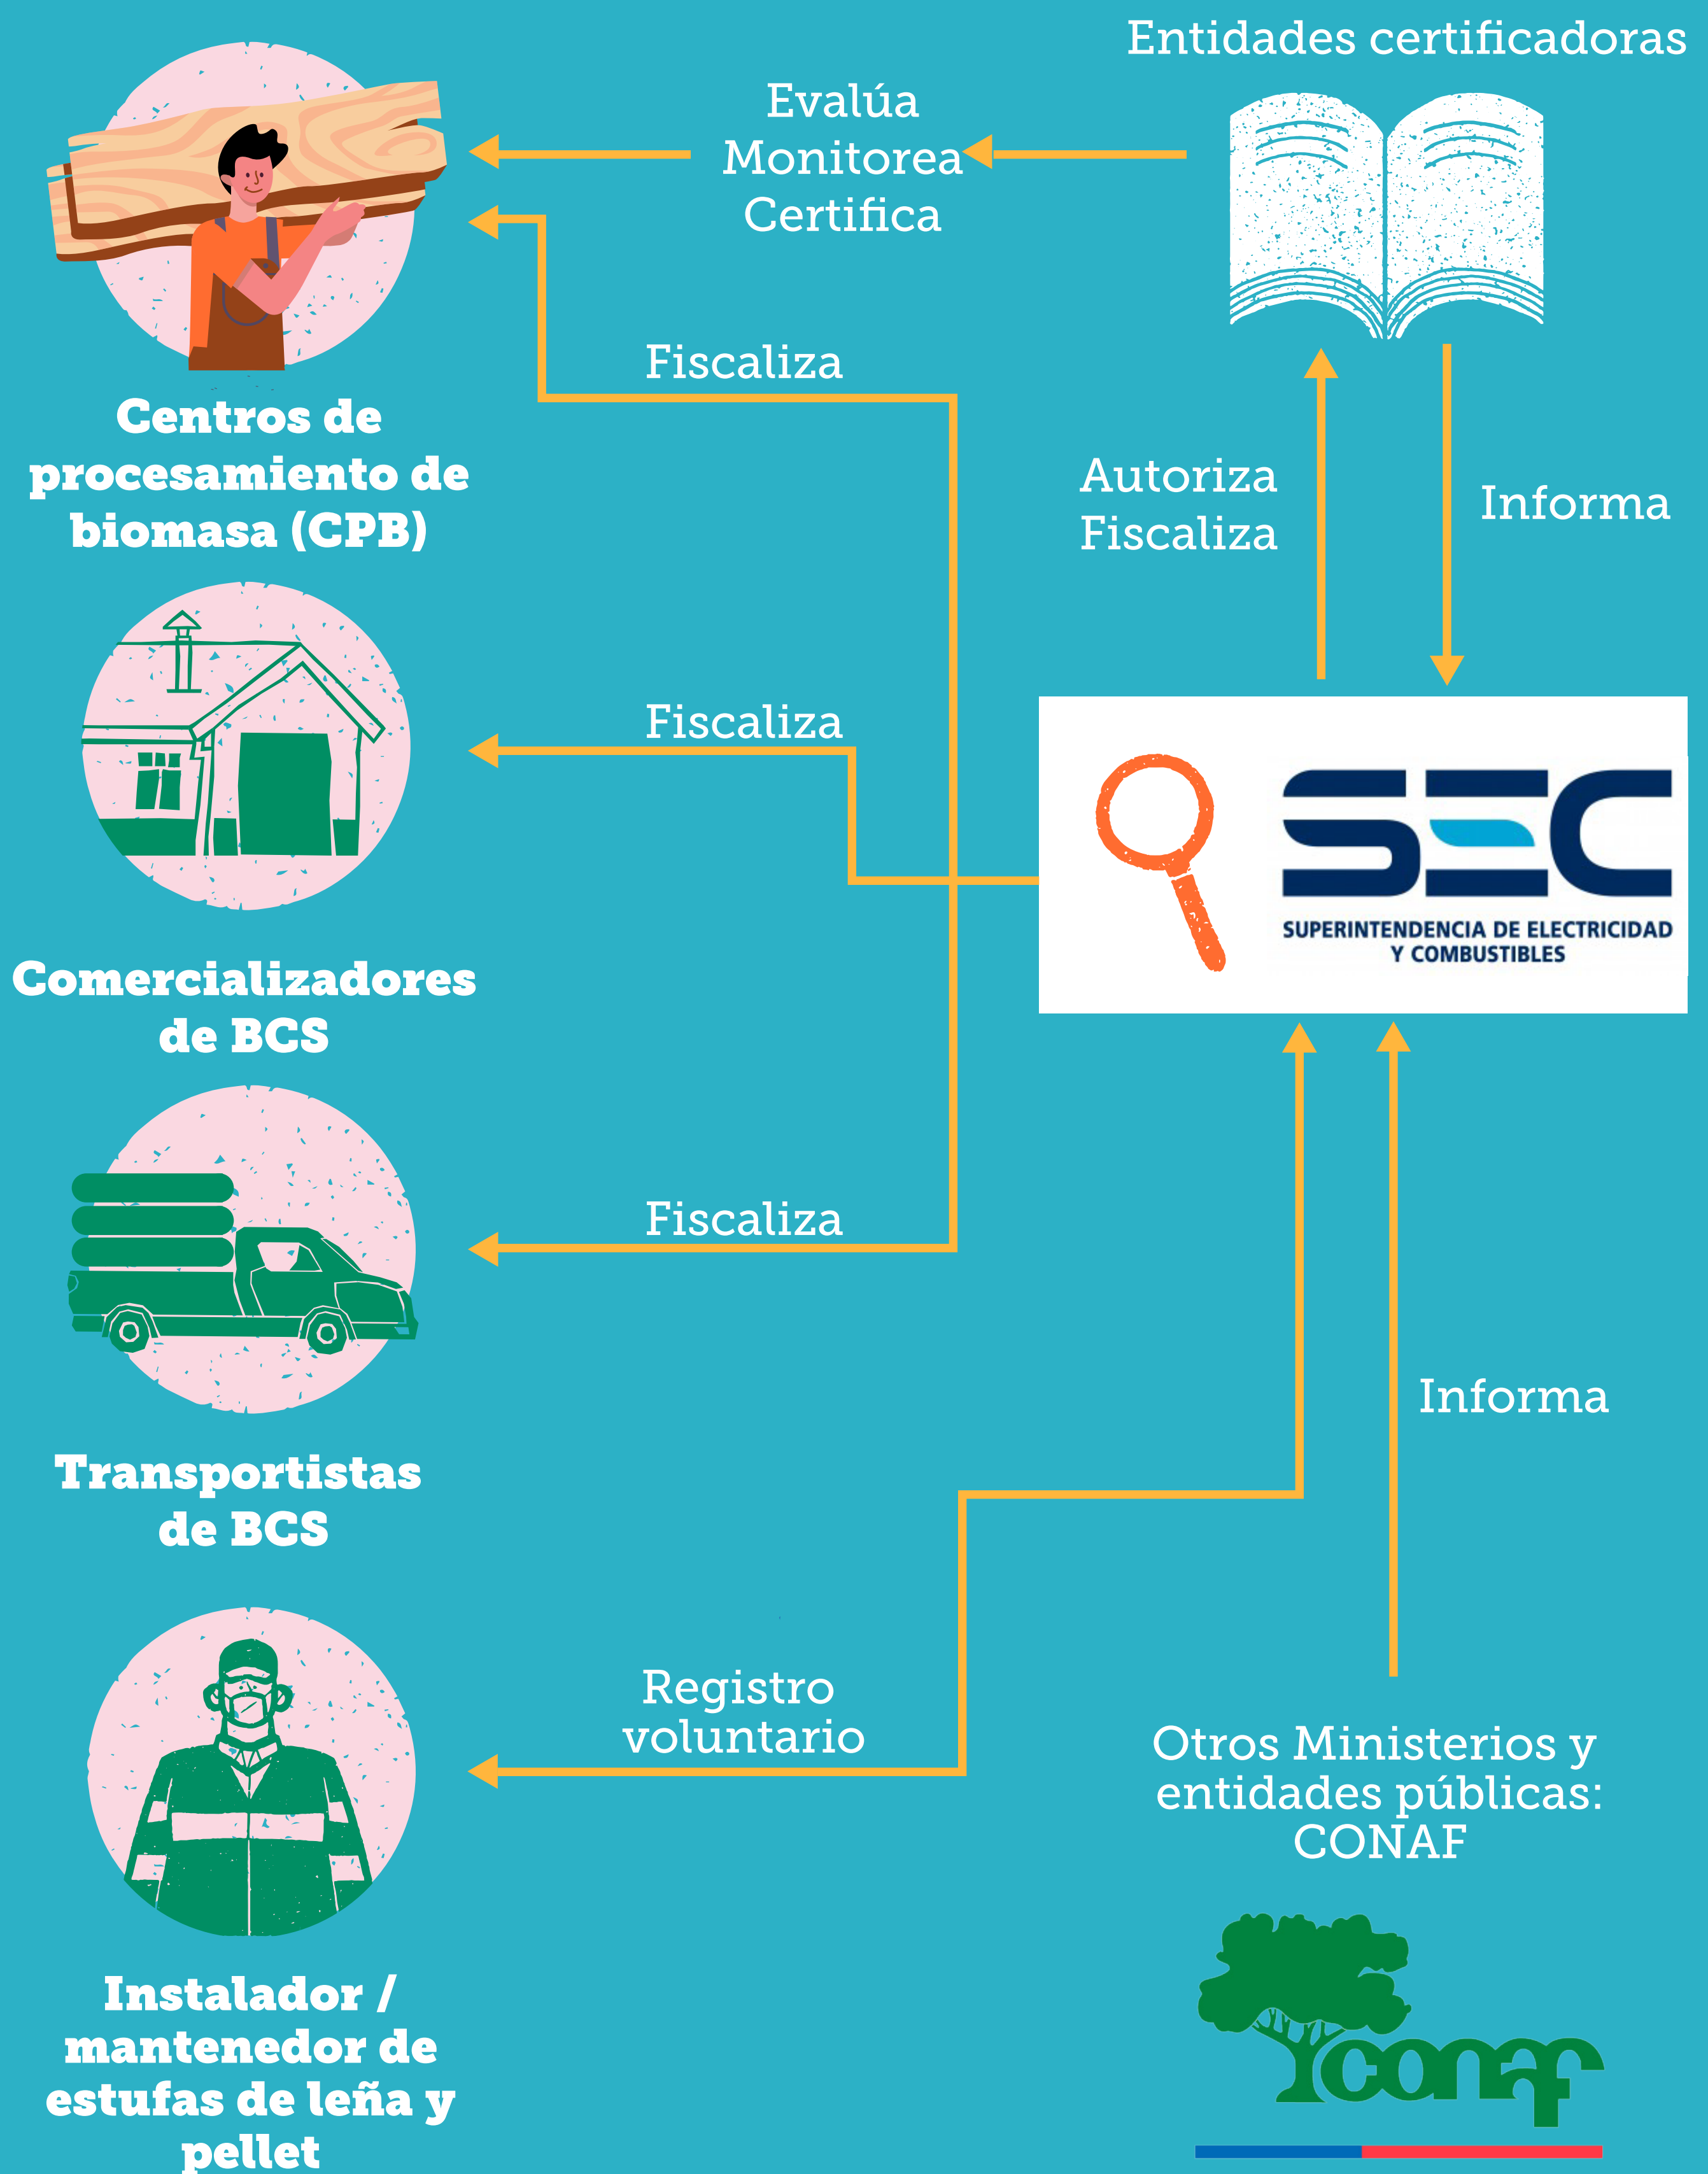 Entidades certificadoras
Evalúa
Monitorea
Certifica
Fiscaliza
Centros de
procesamiento de
biomasa (CPB)
Autoriza
Fiscaliza
Informa
Fiscaliza
SEC
SUPERINTENDENCIA DE ELECTRICIDAD
Y COMBUSTIBLES
Comercializadores
de BCS
Fiscaliza
Transportistas
de BCS
Informa
Registro
voluntario
Otros Ministerios y
entidades públicas:
CONAF
Instalador /
mantenedor de
estufas de leña y
pellet
conaf